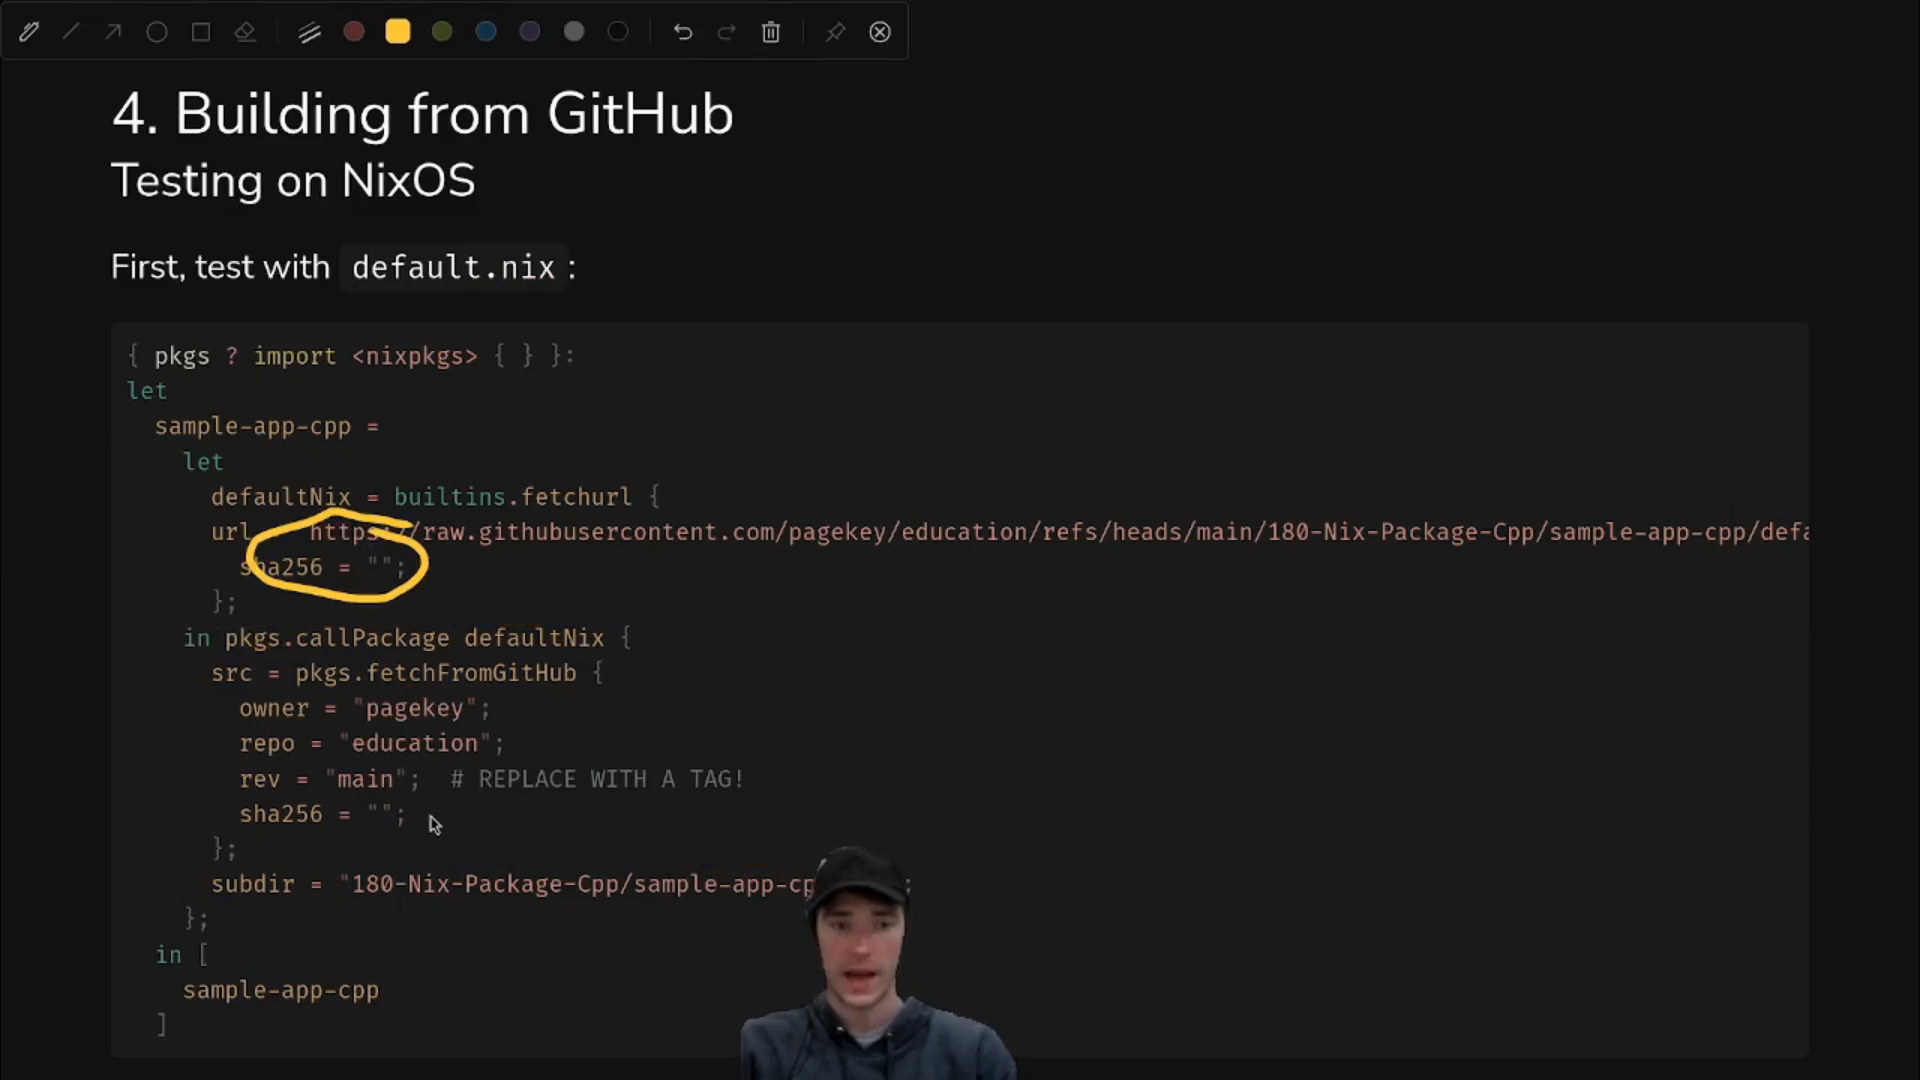 4. Building from GitHub
Testing on NixOS
First, test with default.nix:
{ pkgs ? import <nixpkgs> { } }:
let
  sample-app-cpp =
    let
      defaultNix = builtins.fetchurl {
      url = https://raw.githubusercontent.com/pagekey/education/refs/heads/main/180-Nix-Package-Cpp/sample-app-cpp/defa
        sha256 = "";
      };
    in pkgs.callPackage defaultNix {
      src = pkgs.fetchFromGitHub {
        owner = "pagekey";
        repo = "education";
        rev = "main";  # REPLACE WITH A TAG!
        sha256 = "";
      };
      subdir = "180-Nix-Package-Cpp/sample-app-cp ;
    };
  in [
    sample-app-cpp
  ]